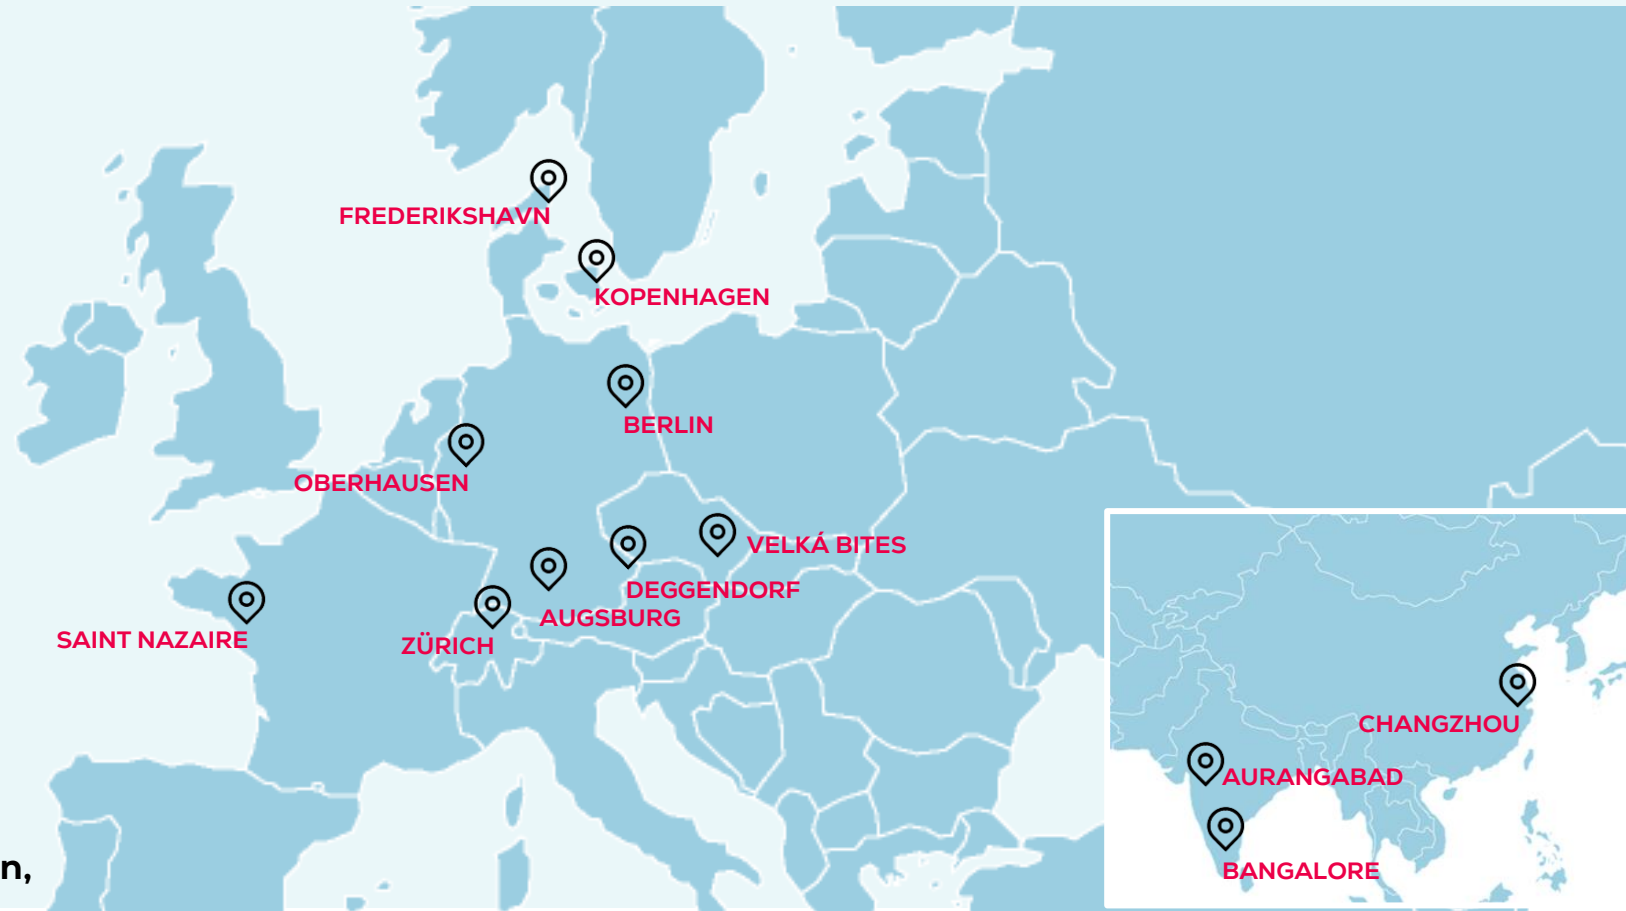 FREDERIKSHAVN
KOPENHAGEN
BERLIN
OBERHAUSEN
VELKÁ BITES
DEGGENDORF
AUGSBURG
SAINT NAZAIRE
ZÜRICH
CHANGZHOU
AURANGABAD
BANGALORE
n,